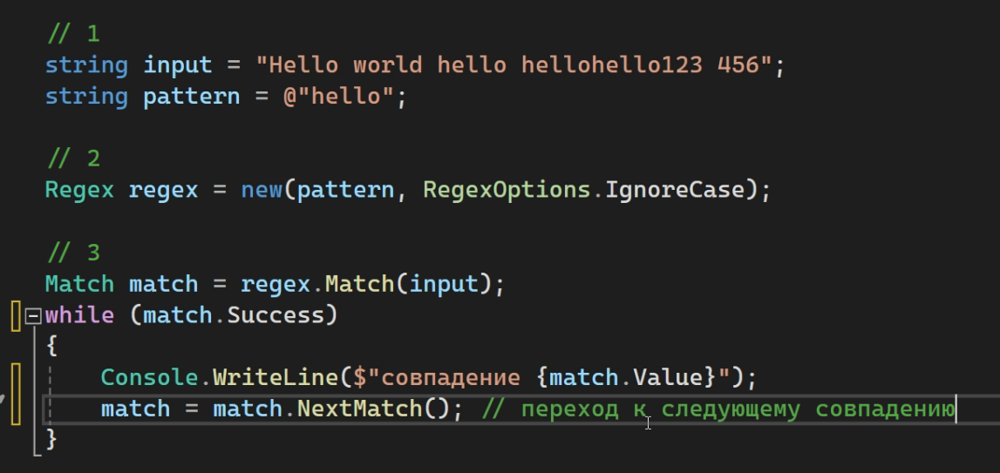 // 1
string input = "Hello world hello hellohello123 456";
string pattern = @"hello";
// 2
Regex regex = new(pattern, RegexOptions.IgnoreCase);
// 3
Match match = regex.Match(input);
while (match.Success)
{
Console.WriteLine($"совпадение {match.Value}");
match = match.NextMatch(); // переход к следующему совпадению
}